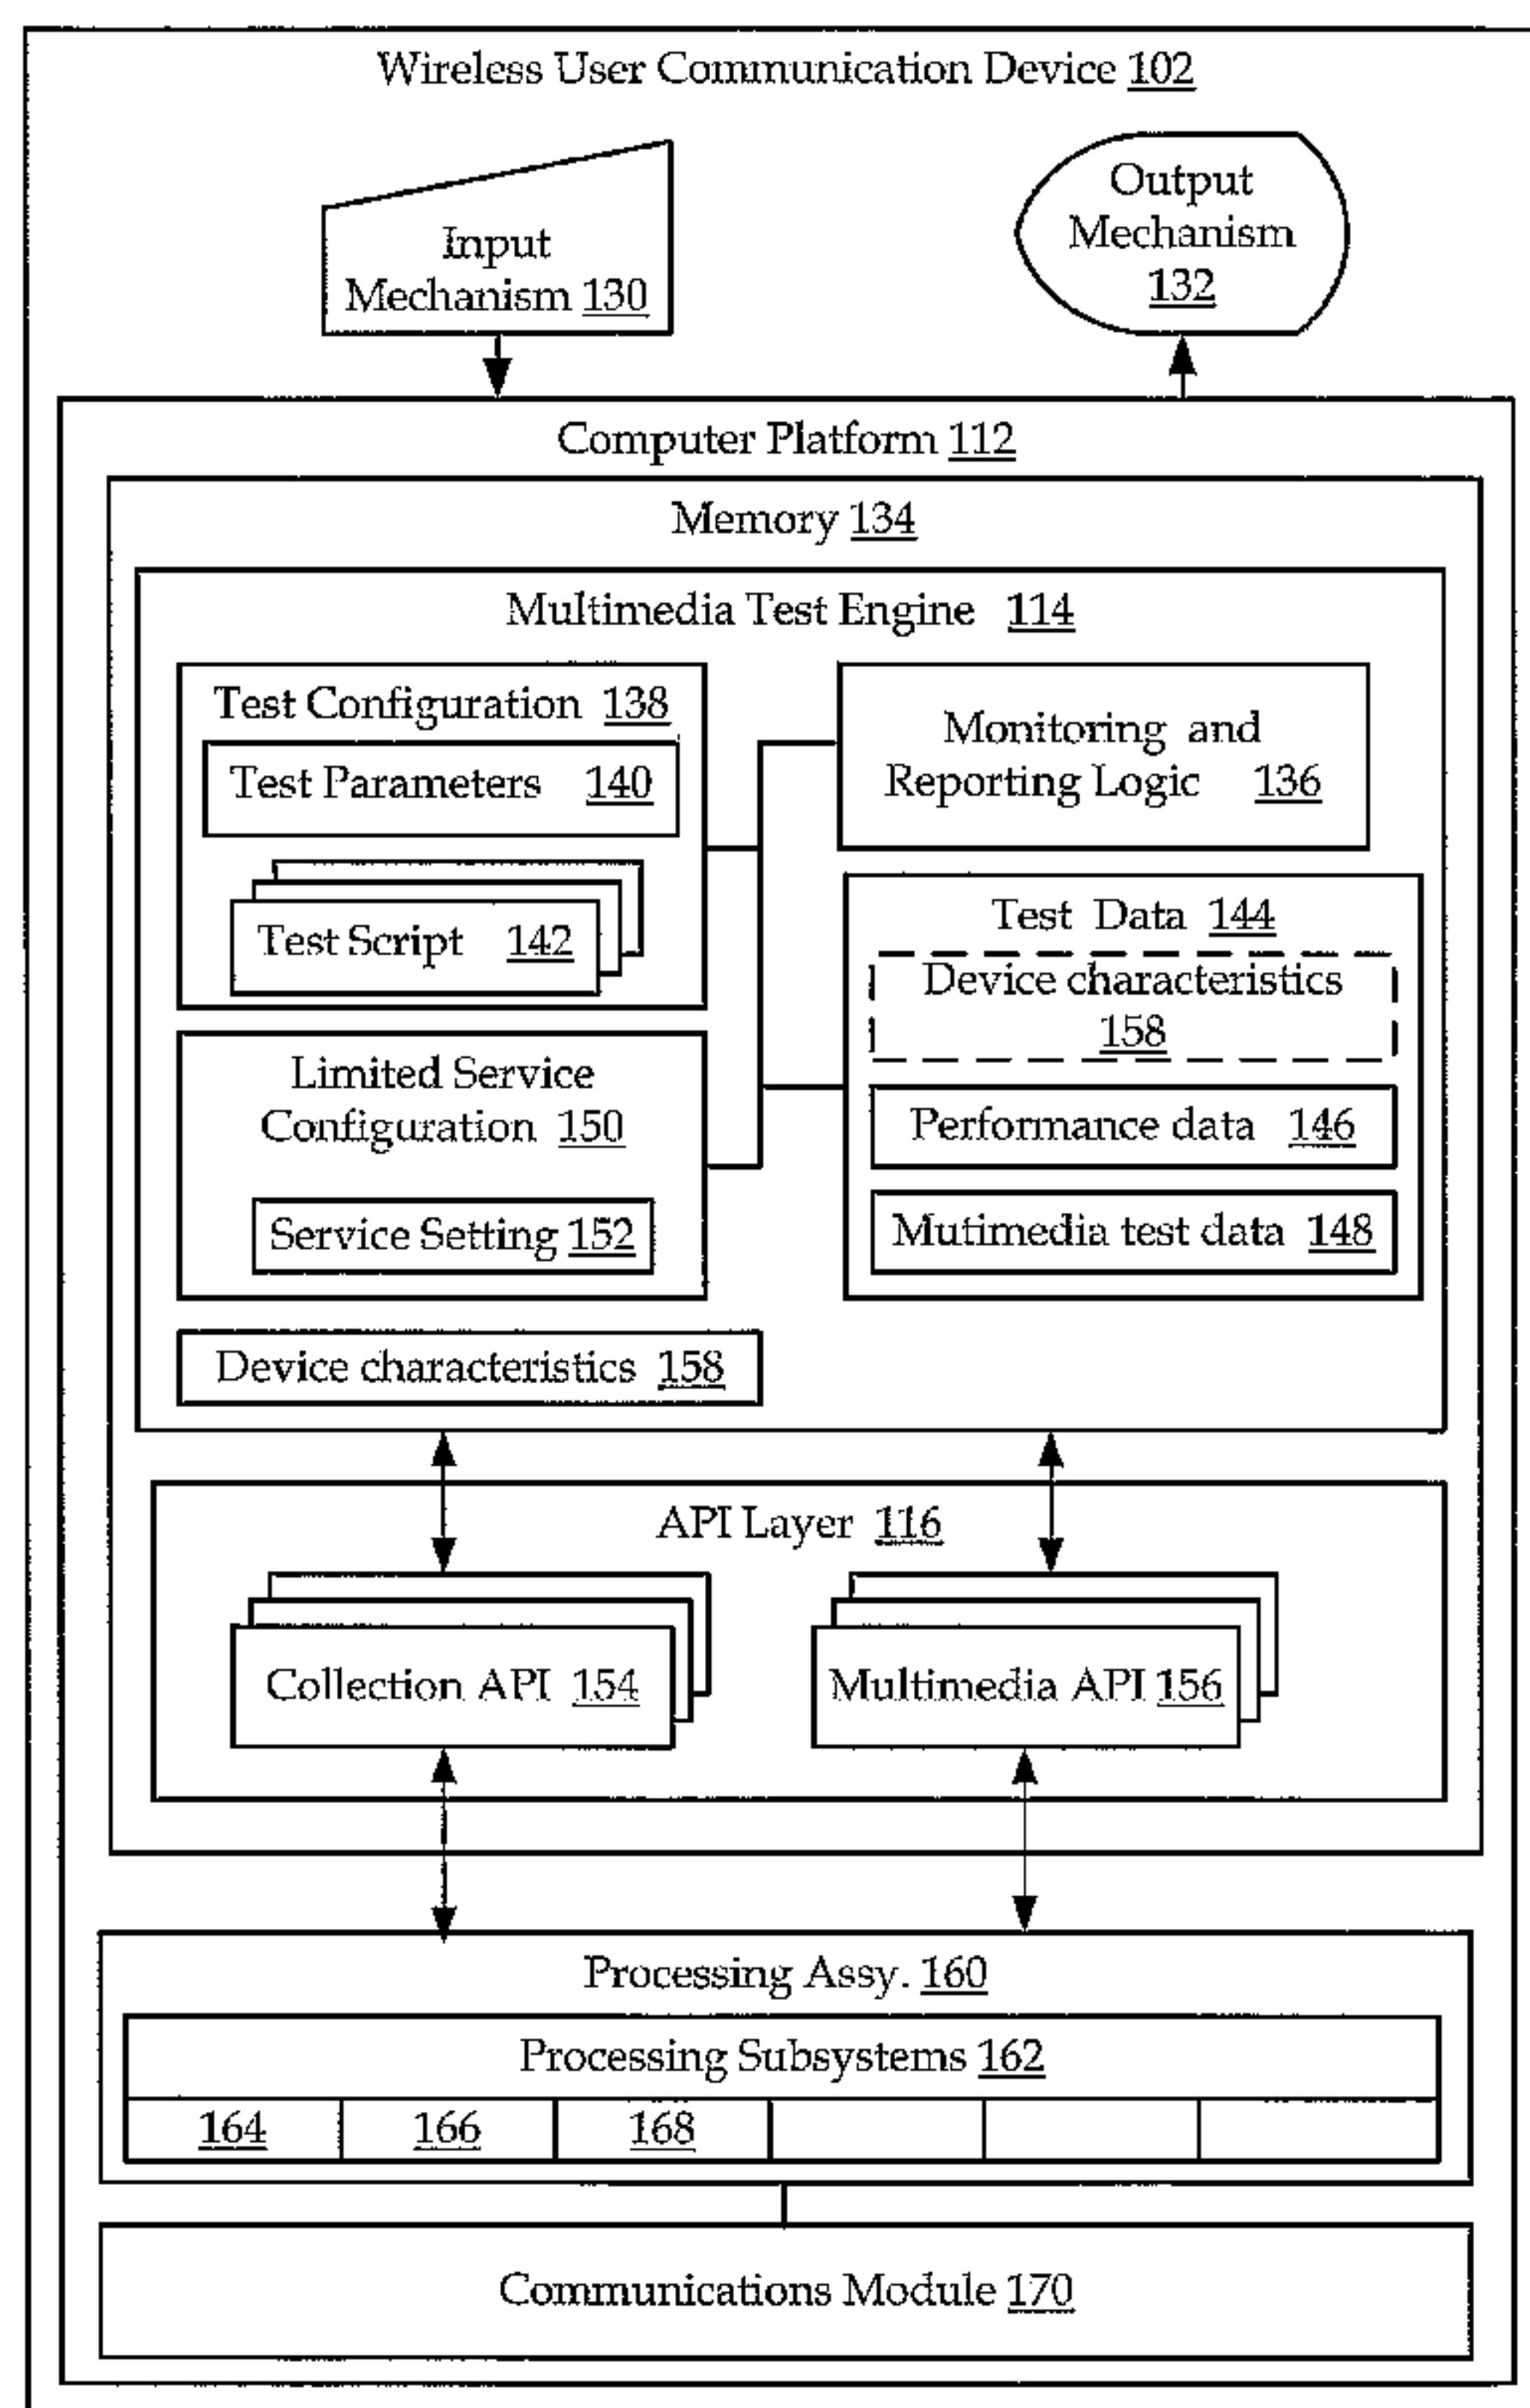 Wireless User Communication Device 102
Input
Mechanism 130
Output
Mechanism
132
Computer Platform 112
Memory 134
Multimedia Test Engine 114
Test Configuration 138
Test Parameters 140
Test Script 142
Monitoring and
Reporting Logic 136
Test Data 144
Device characteristics
158
Performance data 146
Mutimedia test data 148
Limited Service
Configuration 150
Service Setting 152
Device characteristics 158
API Layer 116
Collection API 154
Multimedia API 156
Processing Assy. 160
Processing Subsystems 162
164 166 168
Communications Module 170